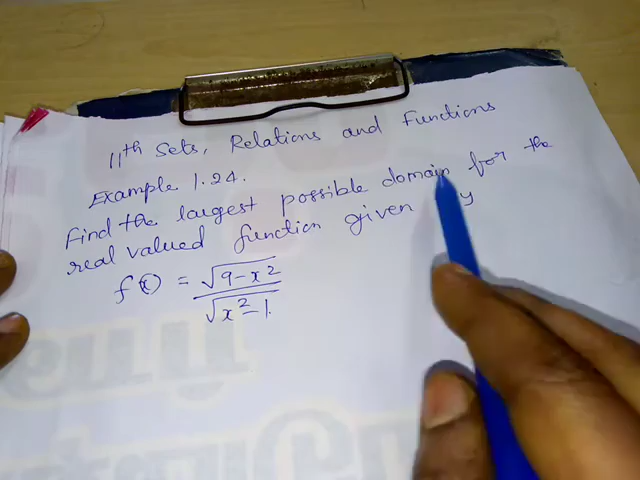 11th Sets, Relations and Functions
Example 1.24.
Find the largest possible domain for the
real valued function given y
f(x) = √9-x2 / √x2-1.